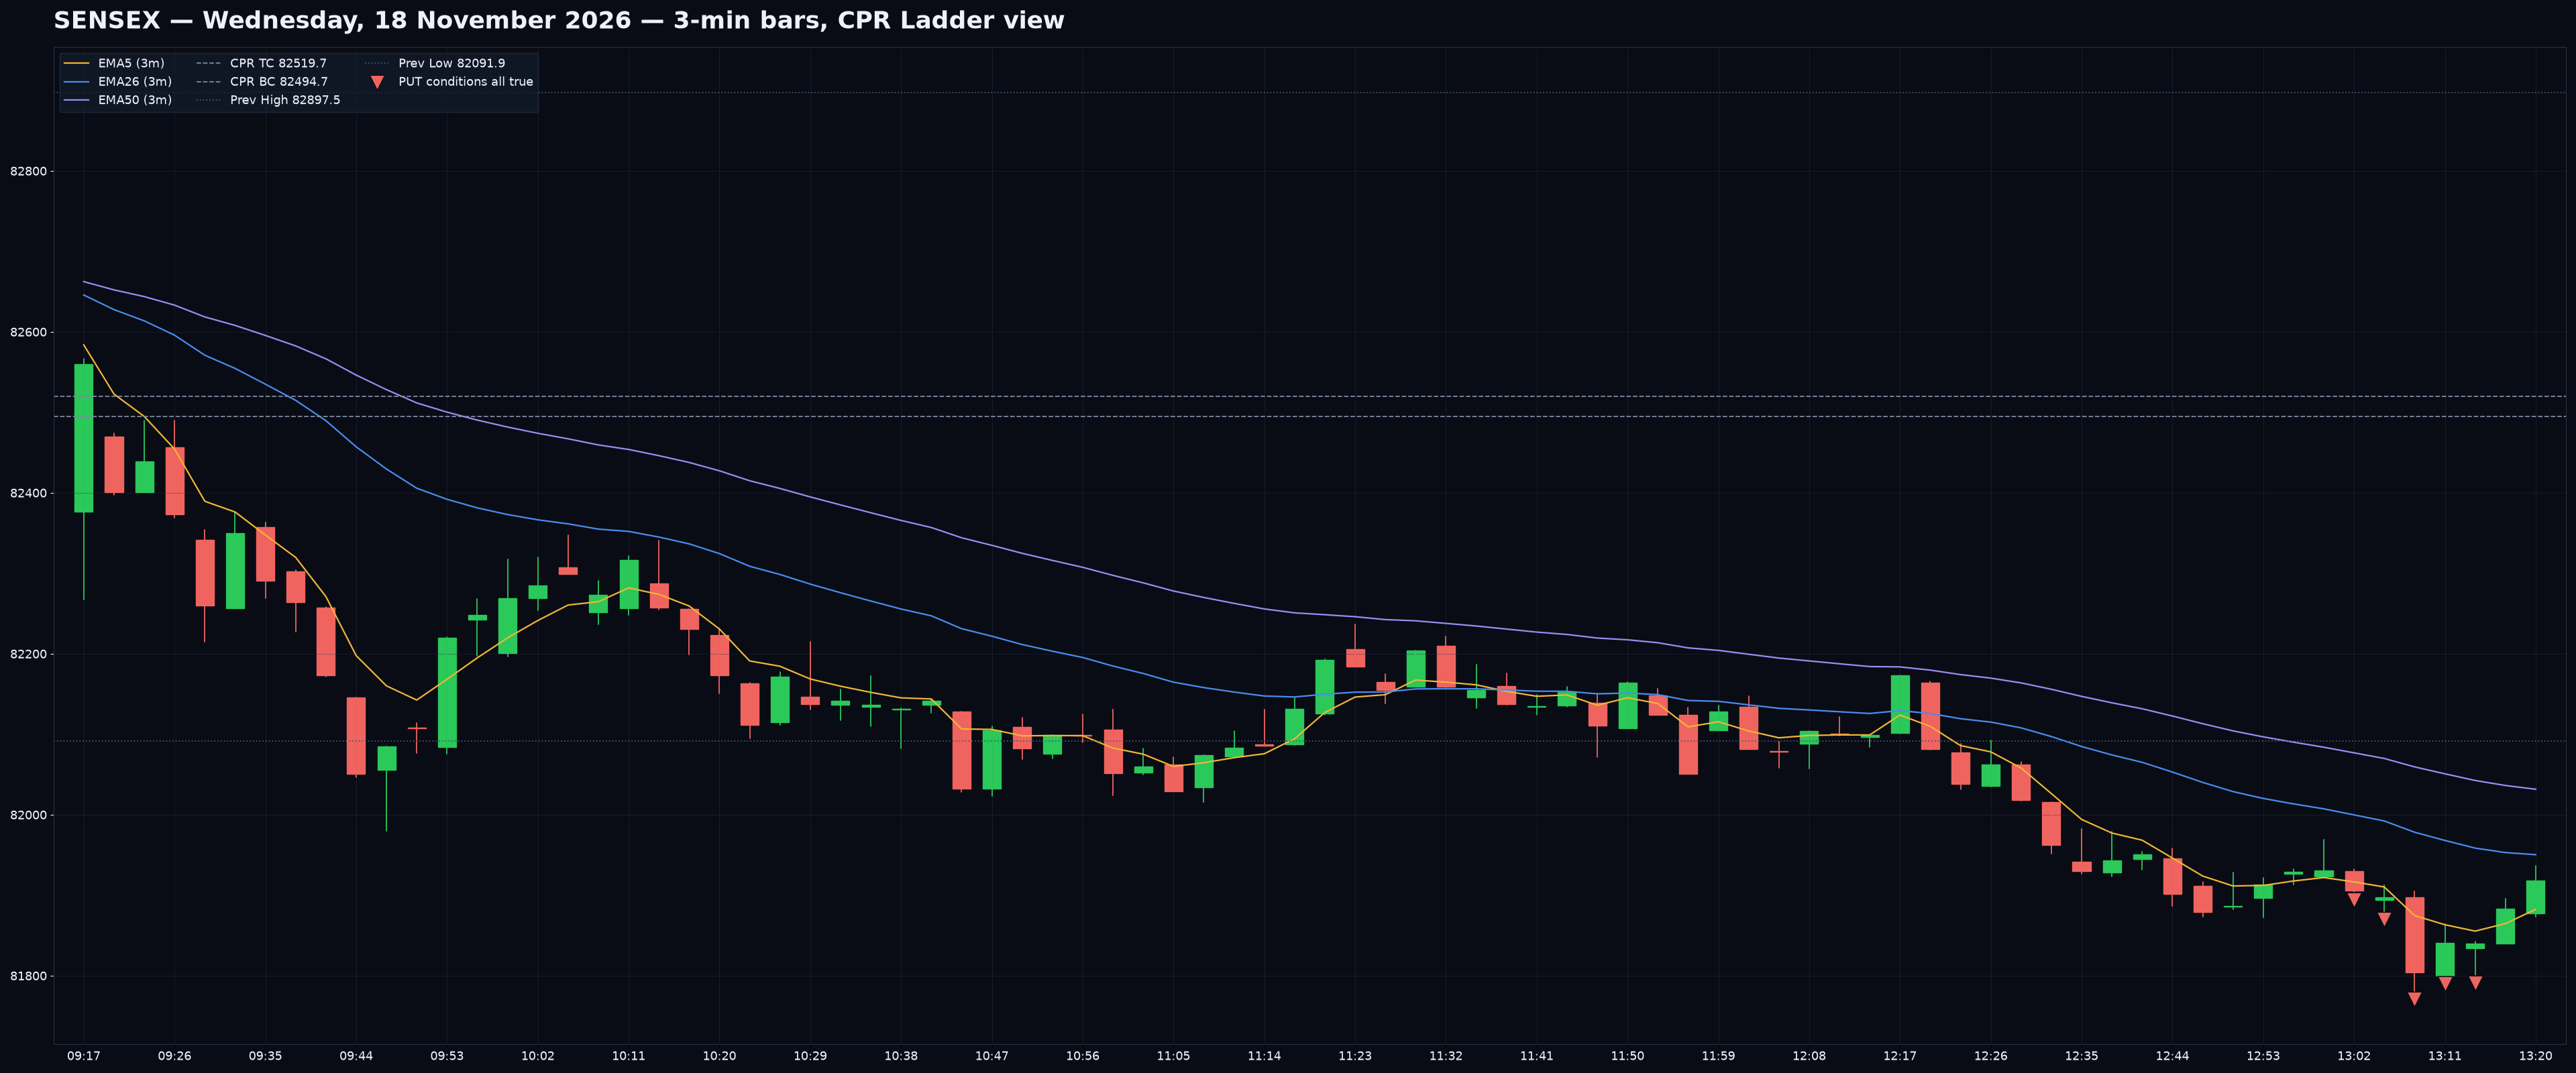 SENSEX — Wednesday, 18 November 2026 — 3-min bars, CPR Ladder view
EMA5 (3m)
EMA26 (3m)
EMA50 (3m)
CPR TC 82519.7
CPR BC 82494.7
Prev High 82897.5
Prev Low 82091.9
PUT conditions all true
82800
82600
82400
82200
82000
81800
09:17 09:26 09:35 09:44 09:53 10:02 10:11 10:20 10:29 10:38 10:47 10:56 11:05 11:14 11:23 11:32 11:41 11:50 11:59 12:08 12:17 12:26 12:35 12:44 12:53 13:02 13:11 13:20